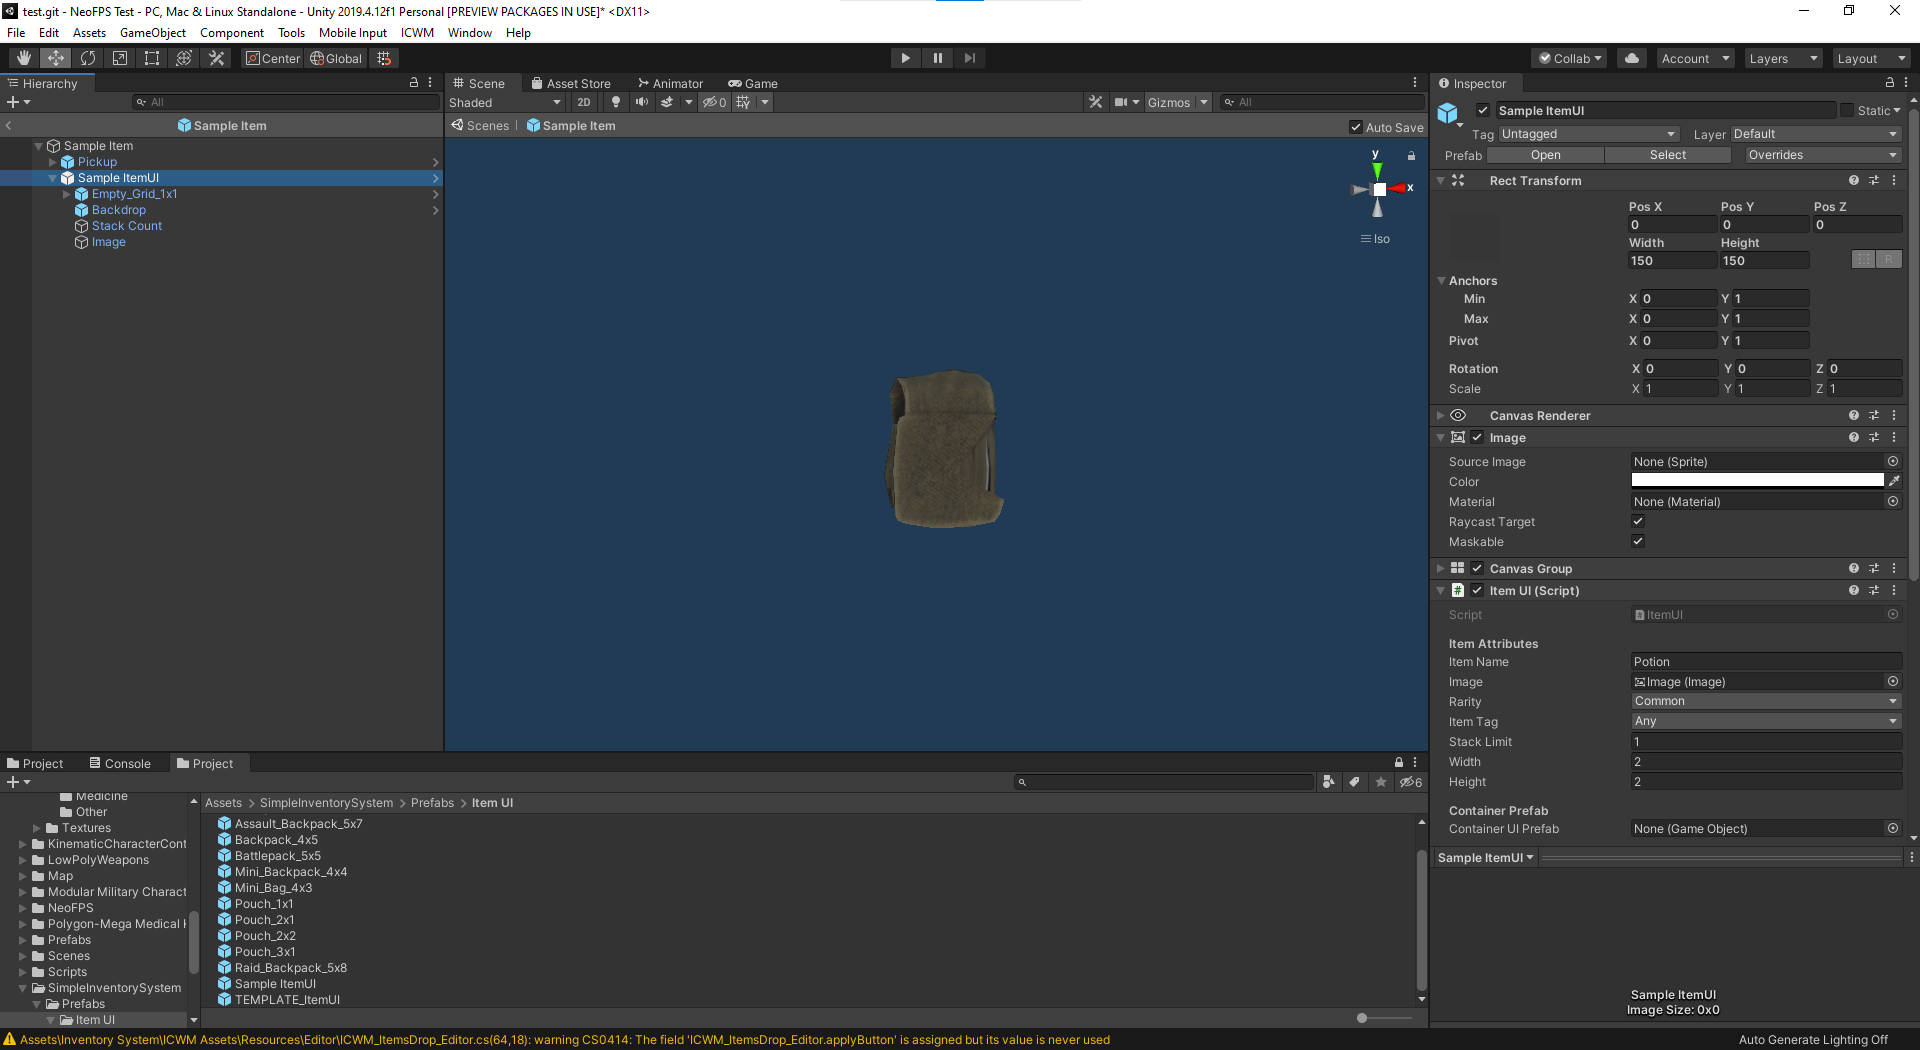 test.git - NeoFPS Test - PC, Mac & Linux Standalone - Unity 2019.4.12f1 Personal [PREVIEW PACKAGES IN USE]* <DX11>
File Edit Assets GameObject Component Tools Mobile Input ICWM Window Help
Center Global Collab Account Layers Layout
Hierarchy
All
Sample Item
Sample Item
Pickup
Sample ItemUI
Empty_Grid_1x1
Backdrop
Stack Count
Image
Scene Asset Store Animator Game
Shaded 2D 0 Gizmos All
Scenes Sample Item Auto Save
y
x
Iso
Inspector
Sample ItemUI Static
Tag Untagged Layer Default
Prefab Open Select Overrides
Rect Transform
Pos X Pos Y Pos Z
0 0 0
Width Height
150 150 R
Anchors
Min X 0 Y 1
Max X 0 Y 1
Pivot X 0 Y 1
Rotation X 0 Y 0 Z 0
Scale X 1 Y 1 Z 1
Canvas Renderer
Image
Source Image None (Sprite)
Color
Material None (Material)
Raycast Target
Maskable
Canvas Group
# Item UI (Script)
Script ItemUI
Item Attributes
Item Name Potion
Image Image (Image)
Rarity Common
Item Tag Any
Stack Limit 1
Width 2
Height 2
Container Prefab
Container UI Prefab None (Game Object)
Sample ItemUI
Sample ItemUI
Image Size: 0x0
Project Console Project
6
Medicine
Other
Textures
KinematicCharacterCont
LowPolyWeapons
Map
Modular Military Charact
NeoFPS
Polygon-Mega Medical
Prefabs
Scenes
Scripts
SimpleInventorySystem
Prefabs
Item UI
Assets > SimpleInventorySystem > Prefabs > Item UI
Assault_Backpack_5x7
Backpack_4x5
Battlepack_5x5
Mini_Backpack_4x4
Mini_Bag_4x3
Pouch_1x1
Pouch_2x1
Pouch_2x2
Pouch_3x1
Raid_Backpack_5x8
Sample ItemUI
TEMPLATE_ItemUI
Assets\Inventory System\ICWM Assets\Resources\Editor\ICWM_ItemsDrop_Editor.cs(64,18): warning CS0414: The field 'ICWM_ItemsDrop_Editor.applyButton' is assigned but its value is never used
Auto Generate Lighting Off